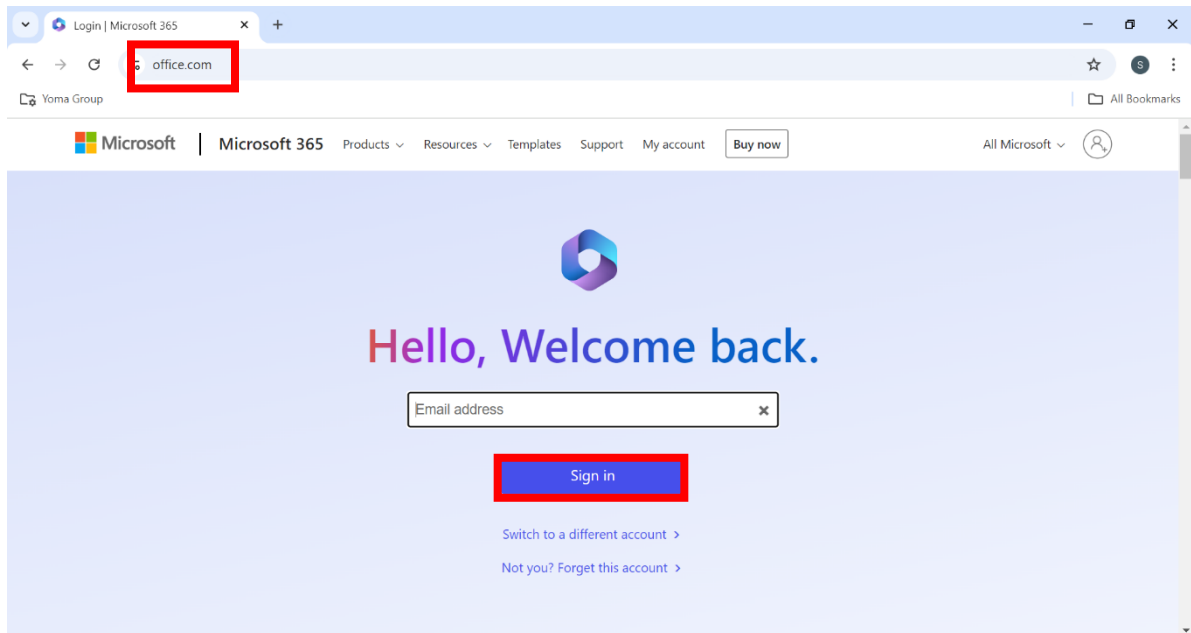 Login | Microsoft 365
office.com
Yoma Group
All Bookmarks
Microsoft Microsoft 365 Products Resources Templates Support My account Buy now All Microsoft
Hello, Welcome back.
Email address
Sign in
Switch to a different account
Not you? Forget this account